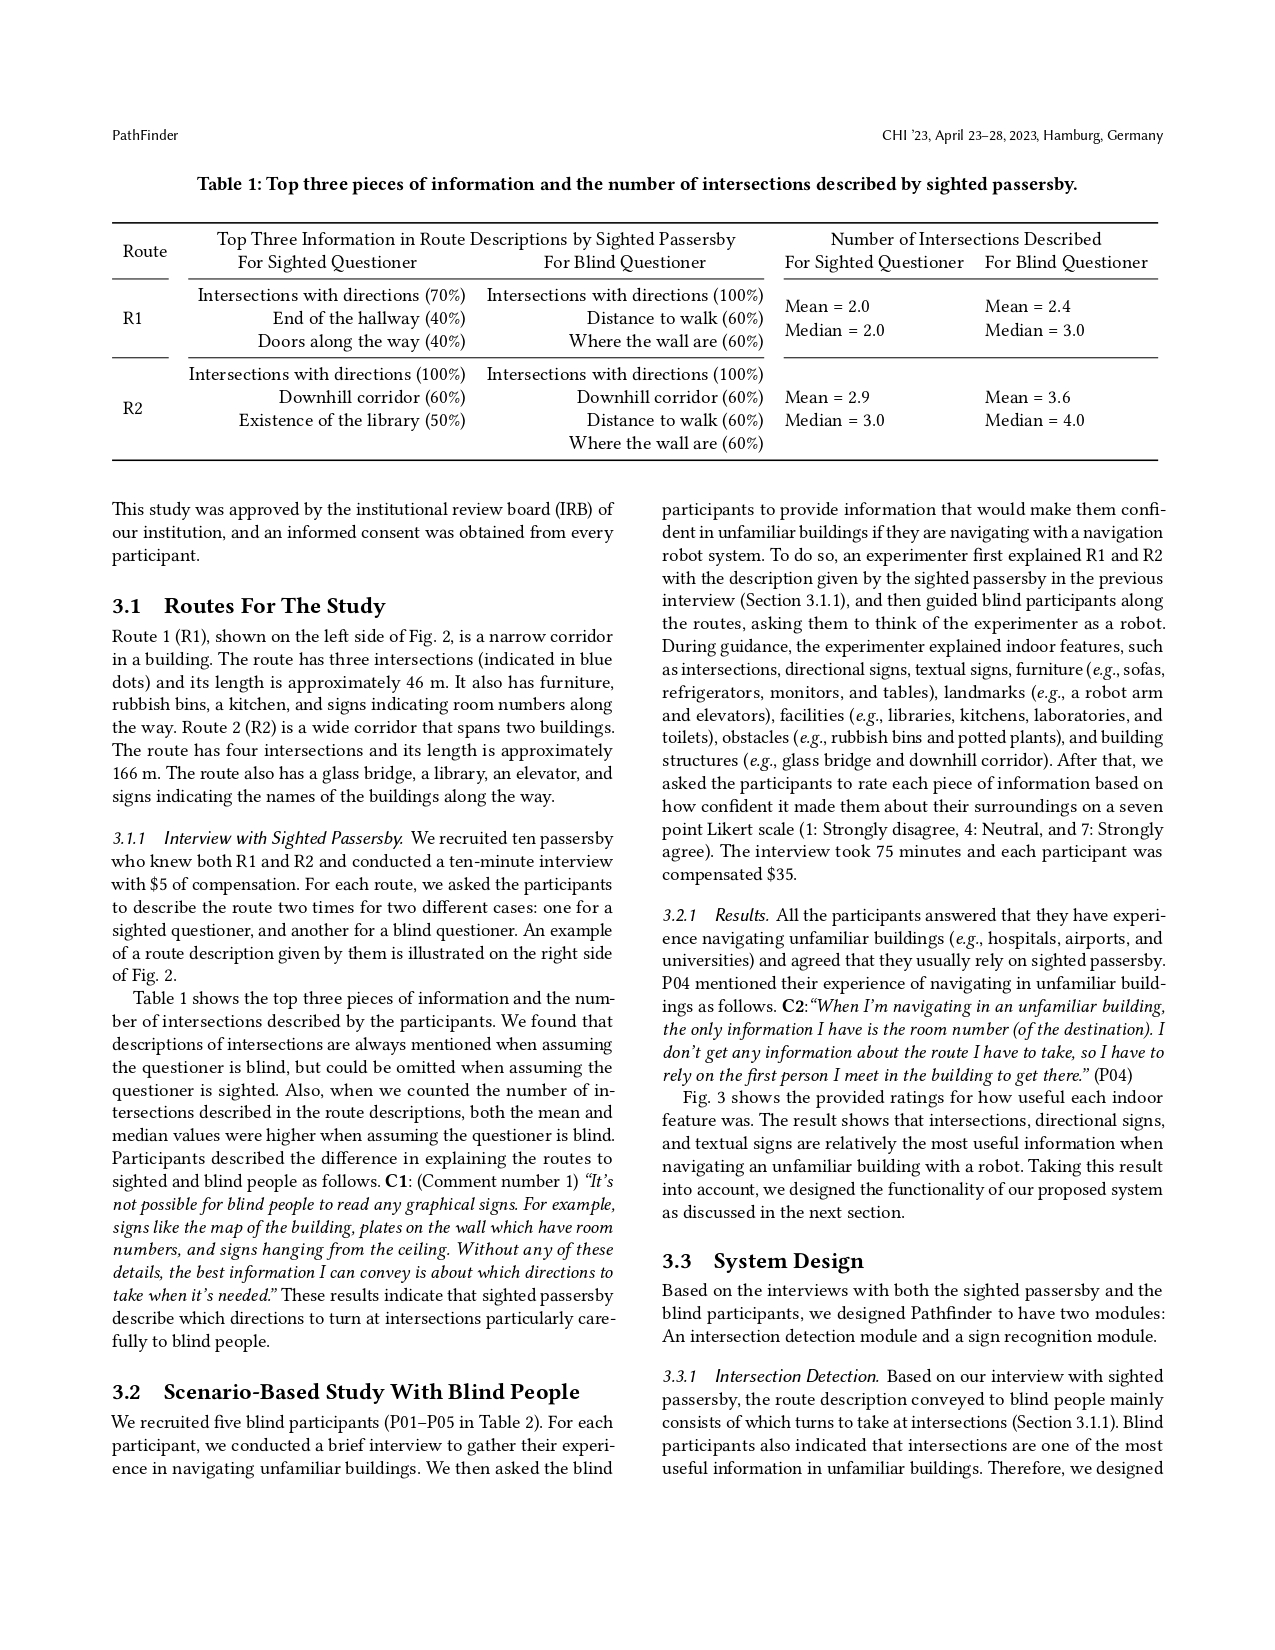 PathFinder
CHI ’23, April 23–28, 2023, Hamburg, Germany
Table 1: Top three pieces of information and the number of intersections described by sighted passersby.
Route
Top Three Information in Route Descriptions by Sighted Passersby
Number of Intersections Described
For Sighted Questioner
For Blind Questioner
For Sighted Questioner
For Blind Questioner
R1
Intersections with directions (70%)
Intersections with directions (100%)
Mean = 2.0
Mean = 2.4
End of the hallway (40%)
Distance to walk (60%)
Median = 2.0
Median = 3.0
Doors along the way (40%)
Where the wall are (60%)
R2
Intersections with directions (100%)
Intersections with directions (100%)
Downhill corridor (60%)
Downhill corridor (60%)
Mean = 2.9
Mean = 3.6
Existence of the library (50%)
Distance to walk (60%)
Median = 3.0
Median = 4.0
Where the wall are (60%)
This study was approved by the institutional review board (IRB) of
our institution, and an informed consent was obtained from every
participant.
3.1 Routes For The Study
Route 1 (R1), shown on the left side of Fig. 2, is a narrow corridor
in a building. The route has three intersections (indicated in blue
dots) and its length is approximately 46 m. It also has furniture,
rubbish bins, a kitchen, and signs indicating room numbers along
the way. Route 2 (R2) is a wide corridor that spans two buildings.
The route has four intersections and its length is approximately
166 m. The route also has a glass bridge, a library, an elevator, and
signs indicating the names of the buildings along the way.
3.1.1 Interview with Sighted Passersby. We recruited ten passersby
who knew both R1 and R2 and conducted a ten-minute interview
with $5 of compensation. For each route, we asked the participants
to describe the route two times for two different cases: one for a
sighted questioner, and another for a blind questioner. An example
of a route description given by them is illustrated on the right side
of Fig. 2.
Table 1 shows the top three pieces of information and the num-
ber of intersections described by the participants. We found that
descriptions of intersections are always mentioned when assuming
the questioner is blind, but could be omitted when assuming the
questioner is sighted. Also, when we counted the number of in-
tersections described in the route descriptions, both the mean and
median values were higher when assuming the questioner is blind.
Participants described the difference in explaining the routes to
sighted and blind people as follows. C1: (Comment number 1) “It’s
not possible for blind people to read any graphical signs. For example,
signs like the map of the building, plates on the wall which have room
numbers, and signs hanging from the ceiling. Without any of these
details, the best information I can convey is about which directions to
take when it’s needed.” These results indicate that sighted passersby
describe which directions to turn at intersections particularly care-
fully to blind people.
3.2 Scenario-Based Study With Blind People
We recruited five blind participants (P01–P05 in Table 2). For each
participant, we conducted a brief interview to gather their experi-
ence in navigating unfamiliar buildings. We then asked the blind
participants to provide information that would make them confi-
dent in unfamiliar buildings if they are navigating with a navigation
robot system. To do so, an experimenter first explained R1 and R2
with the description given by the sighted passersby in the previous
interview (Section 3.1.1), and then guided blind participants along
the routes, asking them to think of the experimenter as a robot.
During guidance, the experimenter explained indoor features, such
as intersections, directional signs, textual signs, furniture (e.g., sofas,
refrigerators, monitors, and tables), landmarks (e.g., a robot arm
and elevators), facilities (e.g., libraries, kitchens, laboratories, and
toilets), obstacles (e.g., rubbish bins and potted plants), and building
structures (e.g., glass bridge and downhill corridor). After that, we
asked the participants to rate each piece of information based on
how confident it made them about their surroundings on a seven
point Likert scale (1: Strongly disagree, 4: Neutral, and 7: Strongly
agree). The interview took 75 minutes and each participant was
compensated $35.
3.2.1 Results. All the participants answered that they have experi-
ence navigating unfamiliar buildings (e.g., hospitals, airports, and
universities) and agreed that they usually rely on sighted passersby.
P04 mentioned their experience of navigating in unfamiliar build-
ings as follows. C2:“When I’m navigating in an unfamiliar building,
the only information I have is the room number (of the destination). I
don’t get any information about the route I have to take, so I have to
rely on the first person I meet in the building to get there.” (P04)
Fig. 3 shows the provided ratings for how useful each indoor
feature was. The result shows that intersections, directional signs,
and textual signs are relatively the most useful information when
navigating an unfamiliar building with a robot. Taking this result
into account, we designed the functionality of our proposed system
as discussed in the next section.
3.3 System Design
Based on the interviews with both the sighted passersby and the
blind participants, we designed Pathfinder to have two modules:
An intersection detection module and a sign recognition module.
3.3.1 Intersection Detection. Based on our interview with sighted
passersby, the route description conveyed to blind people mainly
consists of which turns to take at intersections (Section 3.1.1). Blind
participants also indicated that intersections are one of the most
useful information in unfamiliar buildings. Therefore, we designed